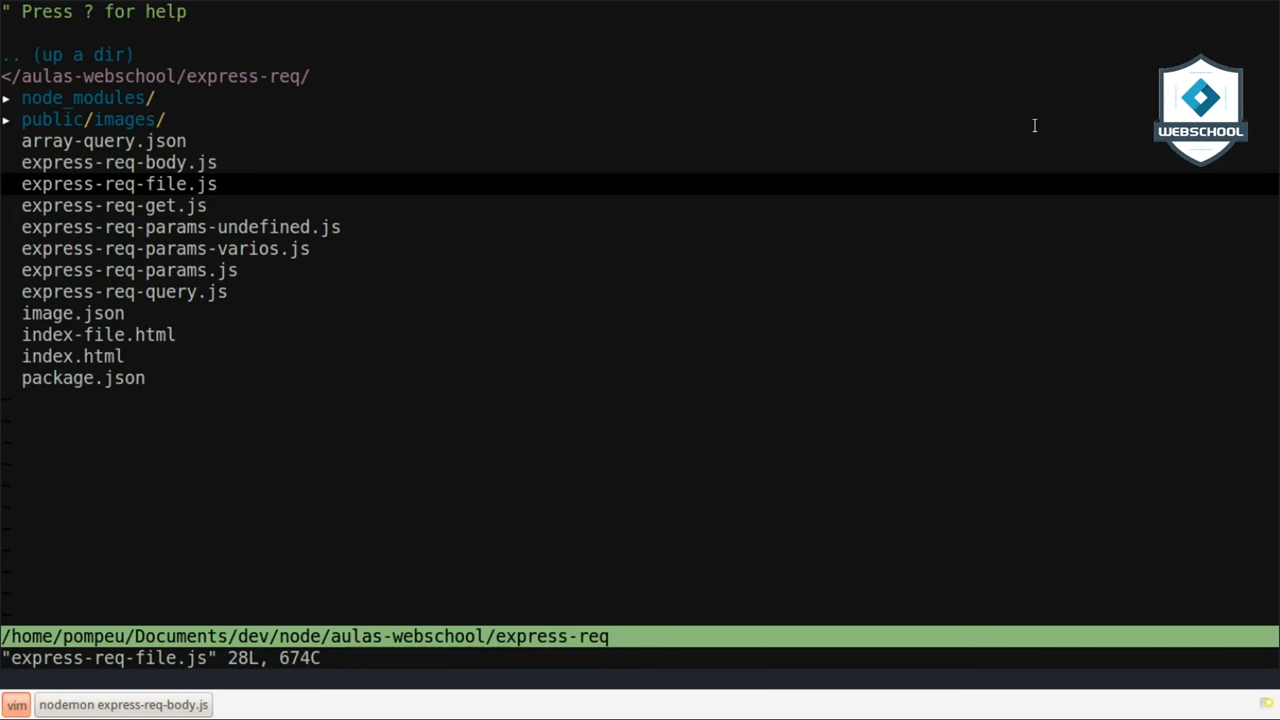 " Press ? for help
.. (up a dir)
</aulas-webschool/express-req/
▸ node_modules/
▸ public/images/
array-query.json
express-req-body.js
express-req-file.js
express-req-get.js
express-req-params-undefined.js
express-req-params-varios.js
express-req-params.js
express-req-query.js
image.json
index-file.html
index.html
package.json
~
~
~
~
~
~
~
~
~
~
~
/home/pompeu/Documents/dev/node/aulas-webschool/express-req
"express-req-file.js" 28L, 674C
vim
nodemon express-req-body.js
WEBSCHOOL